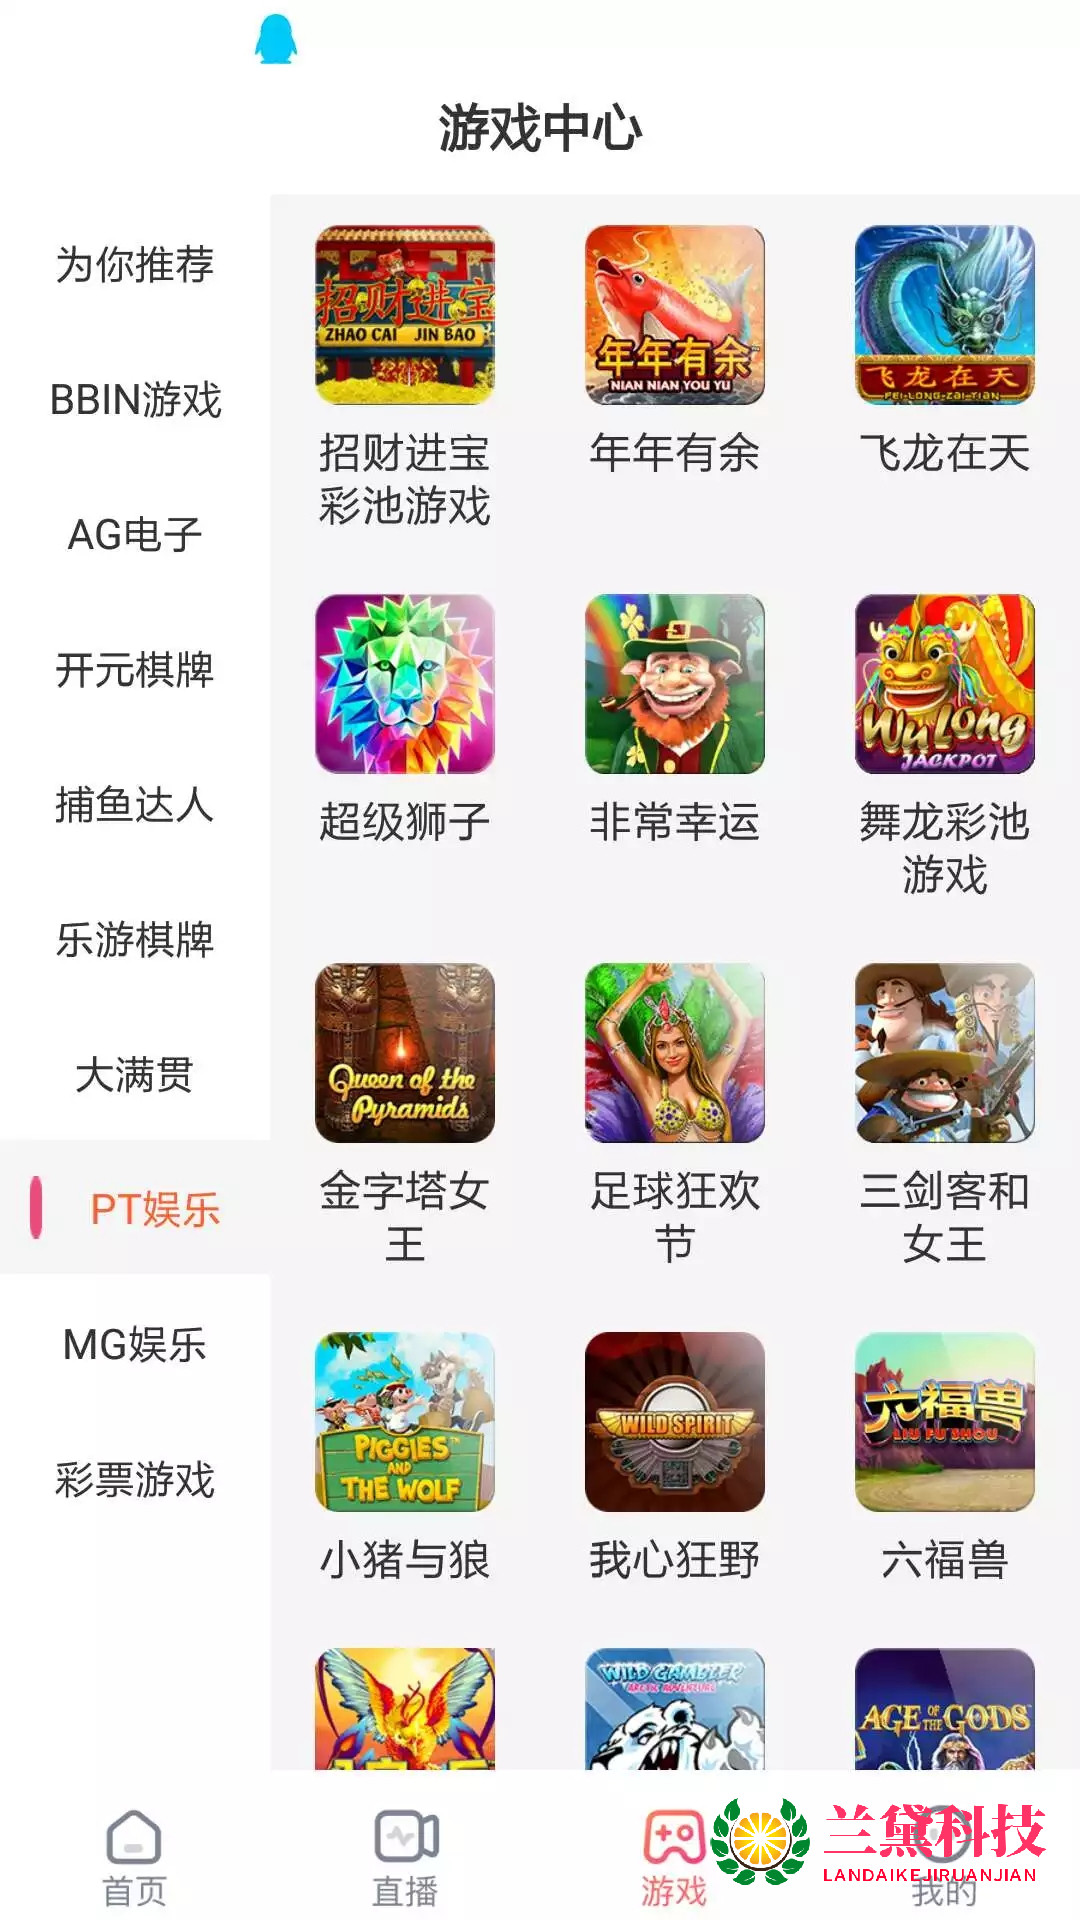 游戏中心
为你推荐
BBIN游戏
AG电子
开元棋牌
捕鱼达人
乐游棋牌
大满贯
PT娱乐
MG娱乐
彩票游戏
招财进宝
ZHAO CAI JIN BAO
年年有余
NIAN NIAN YOU YU
飞龙在天
FEI-LONG-ZAI-TIAN
招财进宝
彩池游戏
年年有余
飞龙在天
Wu Long
JACKPOT
超级狮子
非常幸运
舞龙彩池
游戏
Queen of the
Pyramids
金字塔女
王
足球狂欢
节
三剑客和
女王
PIGGIES™
AND
THE WOLF
WILD SPIRIT
六福兽
LIU FU SHOU
小猪与狼
我心狂野
六福兽
WILD GAMBLER
ARCTIC ADVENTURE
AGE OF THE GODS™
首页
直播
游戏
我的
兰黛科技
LANDAIKEJIRUANJIAN